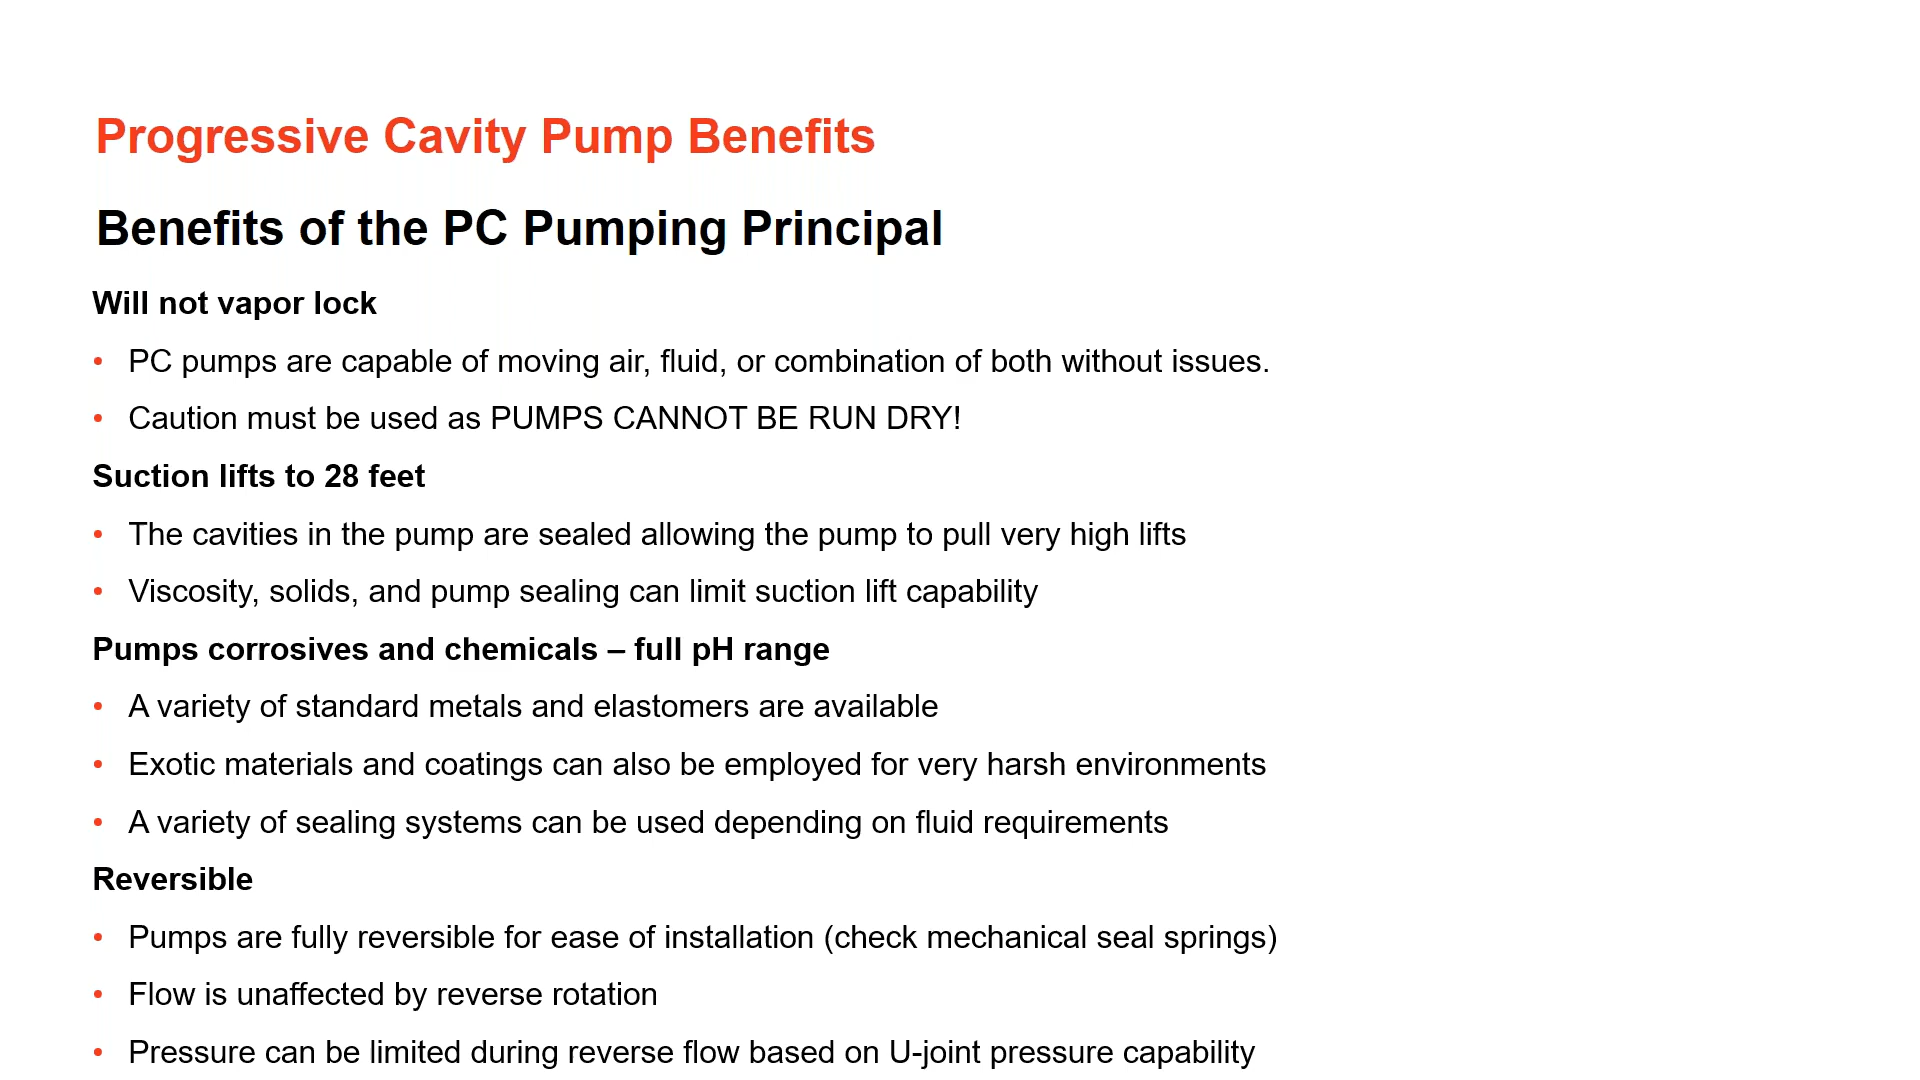 Progressive Cavity Pump Benefits
Benefits of the PC Pumping Principal
Will not vapor lock
• PC pumps are capable of moving air, fluid, or combination of both without issues.
• Caution must be used as PUMPS CANNOT BE RUN DRY!
Suction lifts to 28 feet
• The cavities in the pump are sealed allowing the pump to pull very high lifts
• Viscosity, solids, and pump sealing can limit suction lift capability
Pumps corrosives and chemicals – full pH range
• A variety of standard metals and elastomers are available
• Exotic materials and coatings can also be employed for very harsh environments
• A variety of sealing systems can be used depending on fluid requirements
Reversible
• Pumps are fully reversible for ease of installation (check mechanical seal springs)
• Flow is unaffected by reverse rotation
• Pressure can be limited during reverse flow based on U-joint pressure capability